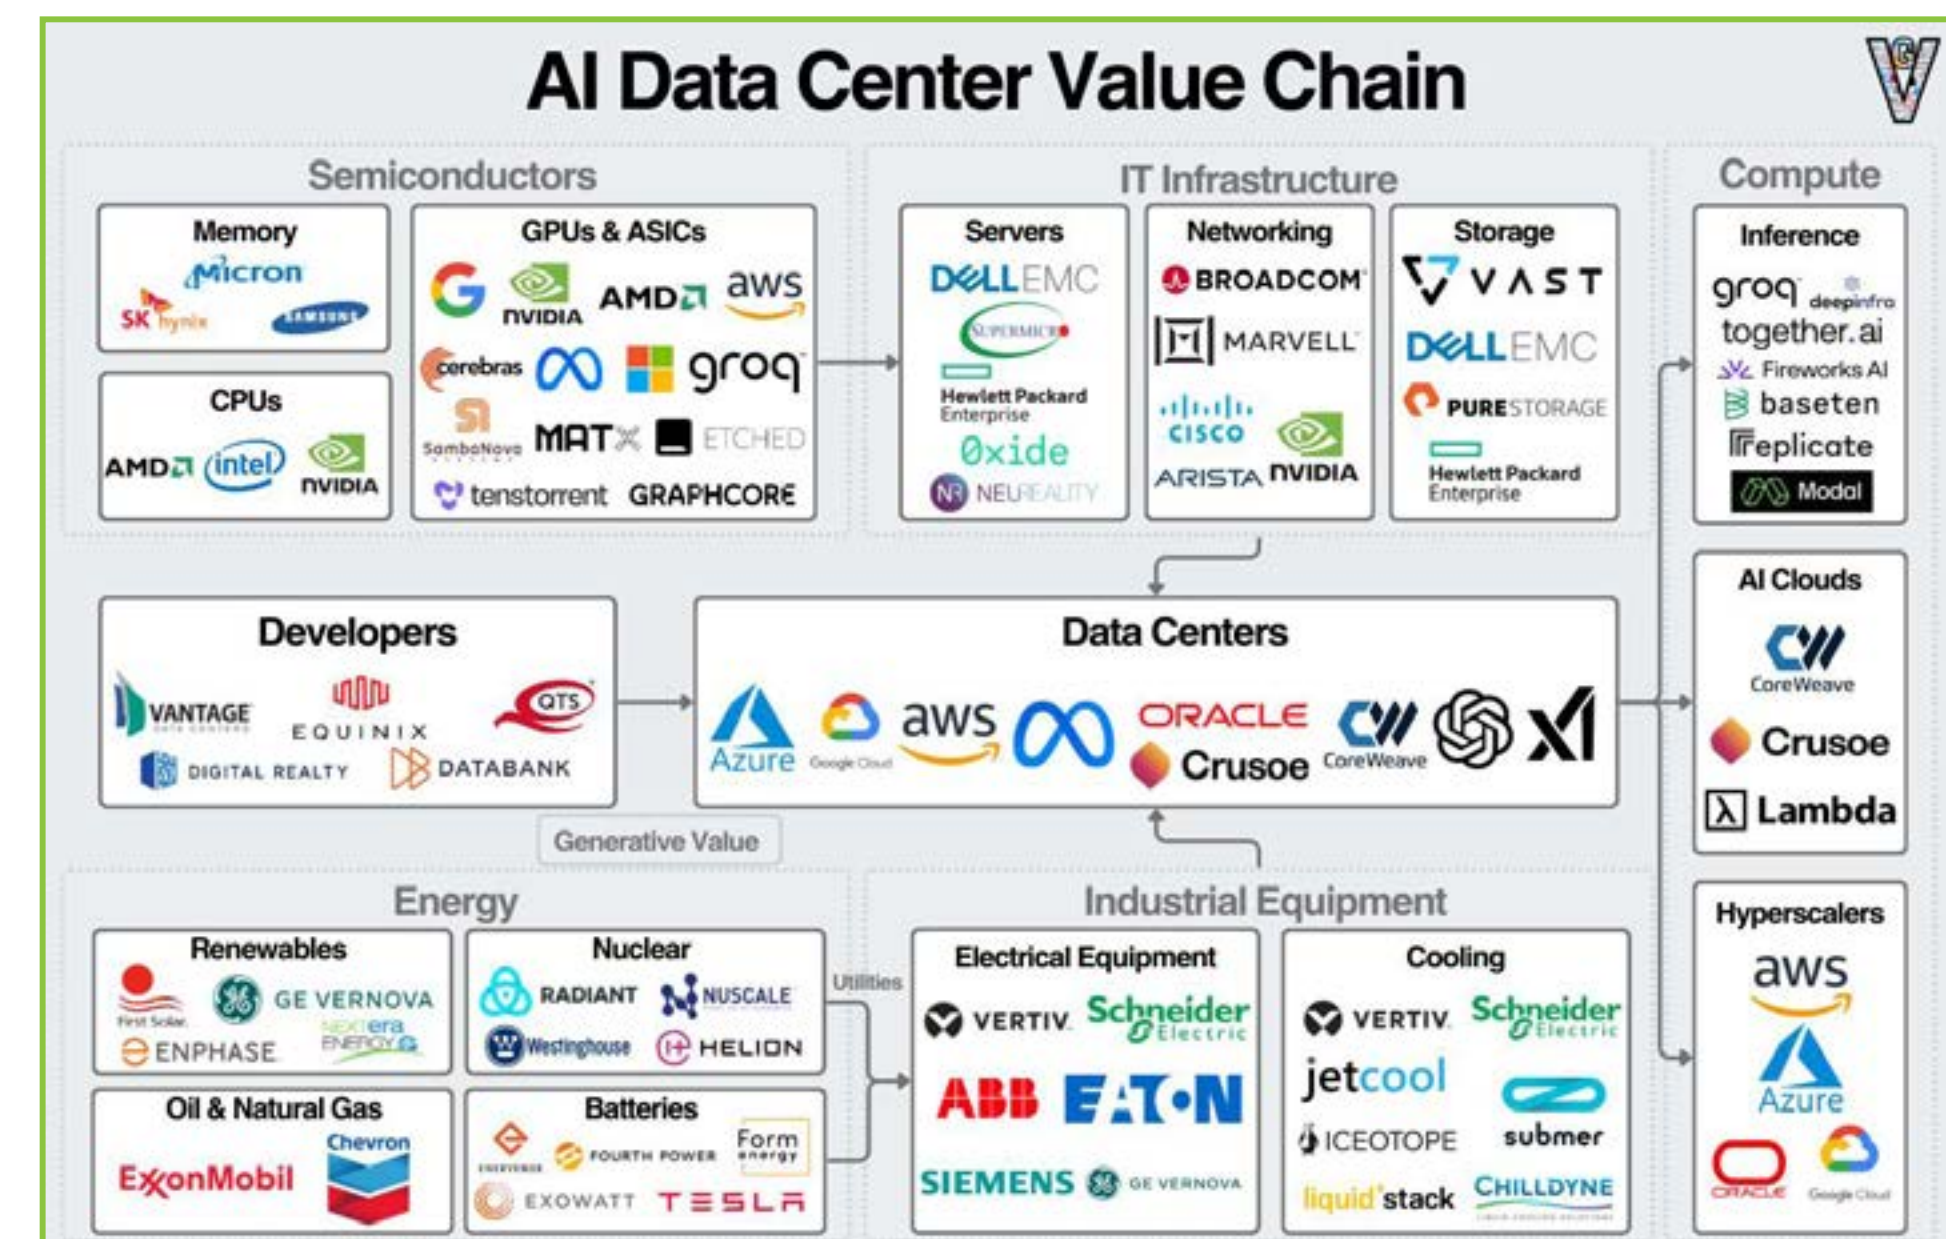 AI Data Center Value Chain
Semiconductors
Memory
Micron
SK hynix
SAMSUNG
CPUs
AMD
intel
NVIDIA
GPUs & ASICs
G
NVIDIA
AMD
aws
cerebras
groq
SambaNova
MATX
ETCHED
tenstorrent
GRAPHCORE
IT Infrastructure
Servers
DELLEMC
SUPERMICRO
Hewlett Packard
Enterprise
0xide
NR NEUREALITY
Networking
BROADCOM
MARVELL
CISCO
ARISTA
NVIDIA
Storage
VAST
DELLEMC
PURESTORAGE
Hewlett Packard
Enterprise
Compute
Inference
groq
deepinfra
together.ai
Fireworks AI
baseten
replicate
Modal
AI Clouds
CoreWeave
Crusoe
Lambda
Hyperscalers
aws
Azure
ORACLE
Google Cloud
Developers
VANTAGE
DATA CENTERS
EQUINIX
QTS
DIGITAL REALTY
DATABANK
Data Centers
Azure
Google Cloud
aws
ORACLE
Crusoe
CoreWeave
xAI
Generative Value
Energy
Renewables
First Solar.
GE VERNOVA
ENPHASE
NEXTera
ENERGY
Nuclear
RADIANT
NUSCALE
Westinghouse
HELION
Utilities
Oil & Natural Gas
ExxonMobil
Chevron
Batteries
FOURTH POWER
Form
energy
EXOWATT
TESLA
Industrial Equipment
Electrical Equipment
VERTIV.
Schneider
Electric
ABB
EATON
SIEMENS
GE VERNOVA
Cooling
VERTIV.
Schneider
Electric
jetcool
submer
ICEOTOPE
liquidstack
CHILLDYNE